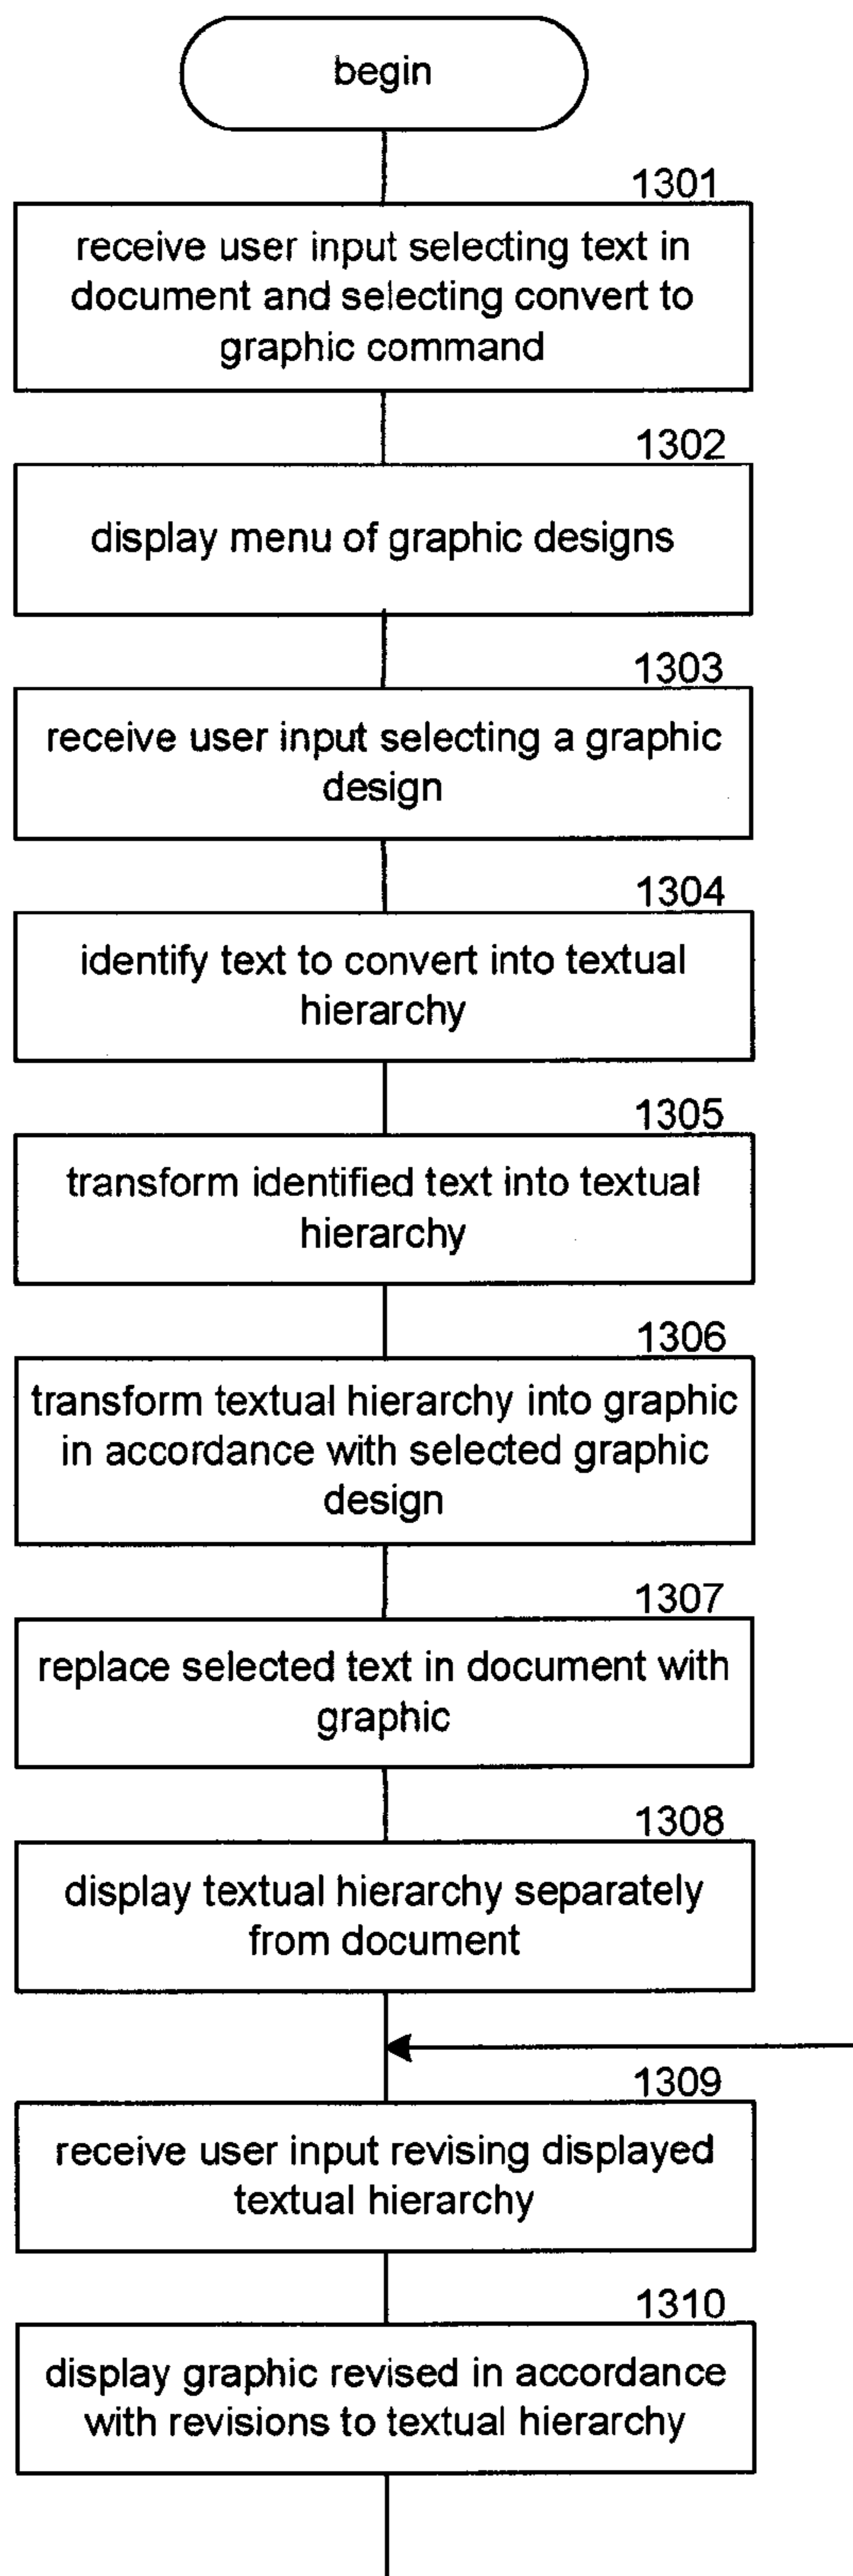 begin
1301
receive user input selecting text in
document and selecting convert to
graphic command
1302
display menu of graphic designs
1303
receive user input selecting a graphic
design
1304
identify text to convert into textual
hierarchy
1305
transform identified text into textual
hierarchy
1306
transform textual hierarchy into graphic
in accordance with selected graphic
design
1307
replace selected text in document with
graphic
1308
display textual hierarchy separately
from document
1309
receive user input revising displayed
textual hierarchy
1310
display graphic revised in accordance
with revisions to textual hierarchy